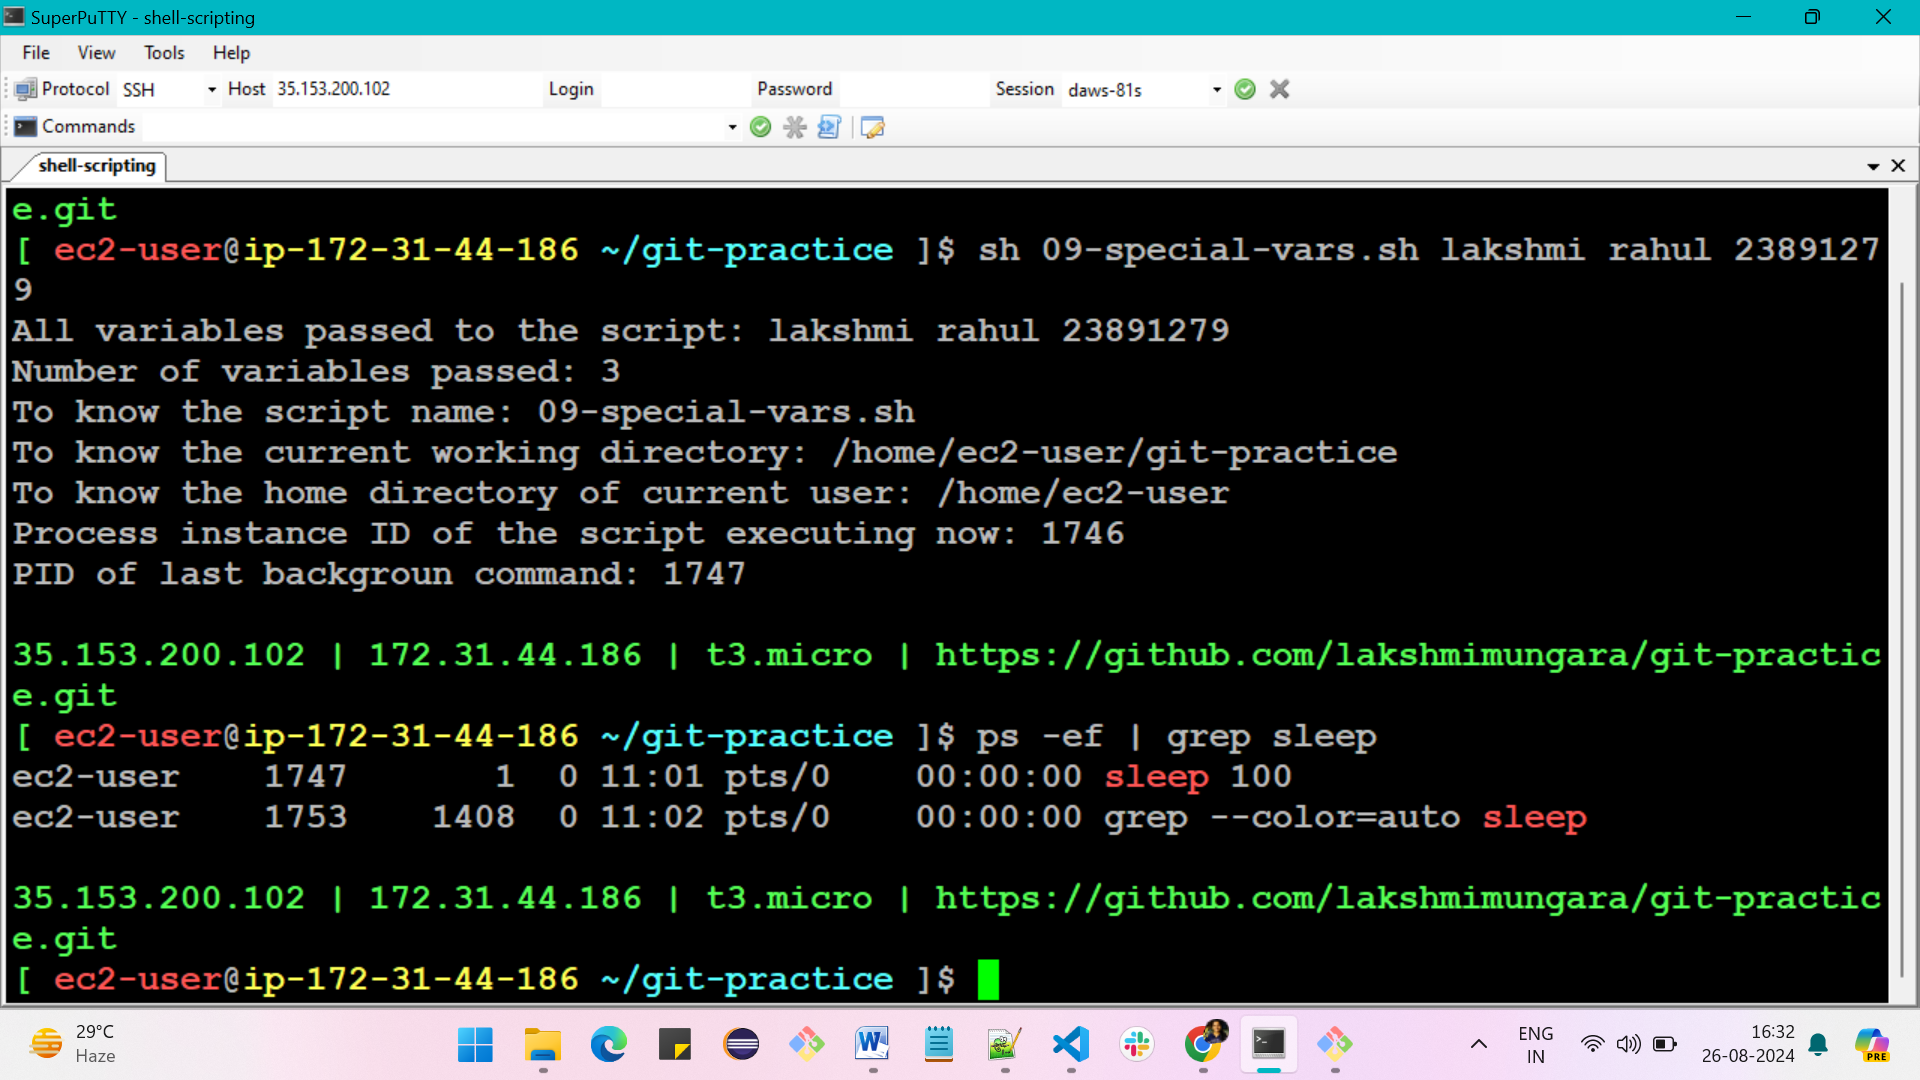 SuperPuTTY - shell-scripting
File View Tools Help
Protocol SSH Host 35.153.200.102 Login Password Session daws-81s
Commands
shell-scripting
e.git
[ ec2-user@ip-172-31-44-186 ~/git-practice ]$ sh 09-special-vars.sh lakshmi rahul 2389127
9
All variables passed to the script: lakshmi rahul 23891279
Number of variables passed: 3
To know the script name: 09-special-vars.sh
To know the current working directory: /home/ec2-user/git-practice
To know the home directory of current user: /home/ec2-user
Process instance ID of the script executing now: 1746
PID of last backgroun command: 1747
35.153.200.102 | 172.31.44.186 | t3.micro | https://github.com/lakshmimungara/git-practic
e.git
[ ec2-user@ip-172-31-44-186 ~/git-practice ]$ ps -ef | grep sleep
ec2-user 1747 1 0 11:01 pts/0 00:00:00 sleep 100
ec2-user 1753 1408 0 11:02 pts/0 00:00:00 grep --color=auto sleep
35.153.200.102 | 172.31.44.186 | t3.micro | https://github.com/lakshmimungara/git-practic
e.git
[ ec2-user@ip-172-31-44-186 ~/git-practice ]$
29°C
Haze
ENG
IN
16:32
26-08-2024
PRE